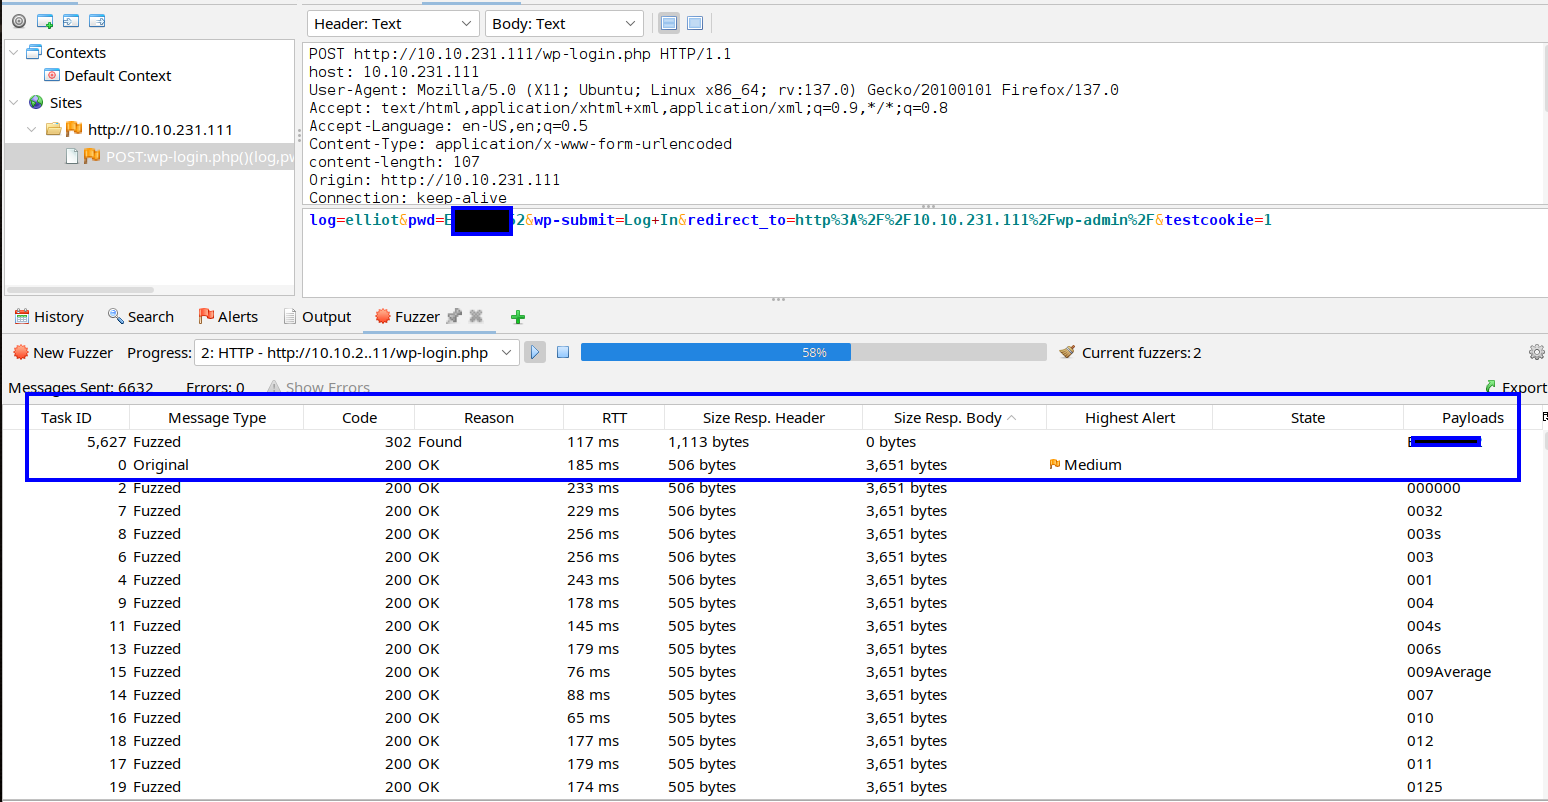 Header: Text Body: Text
Contexts
Default Context
Sites
http://10.10.231.111
POST:wp-login.php()(log,pw
POST http://10.10.231.111/wp-login.php HTTP/1.1
host: 10.10.231.111
User-Agent: Mozilla/5.0 (X11; Ubuntu; Linux x86_64; rv:137.0) Gecko/20100101 Firefox/137.0
Accept: text/html,application/xhtml+xml,application/xml;q=0.9,*/*;q=0.8
Accept-Language: en-US,en;q=0.5
Content-Type: application/x-www-form-urlencoded
content-length: 107
Origin: http://10.10.231.111
Connection: keep-alive
log=elliot&pwd=E 52&wp-submit=Log+In&redirect_to=http%3A%2F%2F10.10.231.111%2Fwp-admin%2F&testcookie=1
History Search Alerts Output Fuzzer
New Fuzzer Progress: 2: HTTP - http://10.10.2..11/wp-login.php 58% Current fuzzers: 2
Messages Sent: 6632 Errors: 0 Show Errors Export
Task ID Message Type Code Reason RTT Size Resp. Header Size Resp. Body Highest Alert State Payloads
5,627 Fuzzed 302 Found 117 ms 1,113 bytes 0 bytes
0 Original 200 OK 185 ms 506 bytes 3,651 bytes Medium
2 Fuzzed 200 OK 233 ms 506 bytes 3,651 bytes 000000
7 Fuzzed 200 OK 229 ms 506 bytes 3,651 bytes 0032
8 Fuzzed 200 OK 256 ms 506 bytes 3,651 bytes 003s
6 Fuzzed 200 OK 256 ms 506 bytes 3,651 bytes 003
4 Fuzzed 200 OK 243 ms 506 bytes 3,651 bytes 001
9 Fuzzed 200 OK 178 ms 505 bytes 3,651 bytes 004
11 Fuzzed 200 OK 145 ms 505 bytes 3,651 bytes 004s
13 Fuzzed 200 OK 179 ms 505 bytes 3,651 bytes 006s
15 Fuzzed 200 OK 76 ms 505 bytes 3,651 bytes 009Average
14 Fuzzed 200 OK 88 ms 505 bytes 3,651 bytes 007
16 Fuzzed 200 OK 65 ms 505 bytes 3,651 bytes 010
18 Fuzzed 200 OK 177 ms 505 bytes 3,651 bytes 012
17 Fuzzed 200 OK 179 ms 505 bytes 3,651 bytes 011
19 Fuzzed 200 OK 174 ms 505 bytes 3,651 bytes 0125